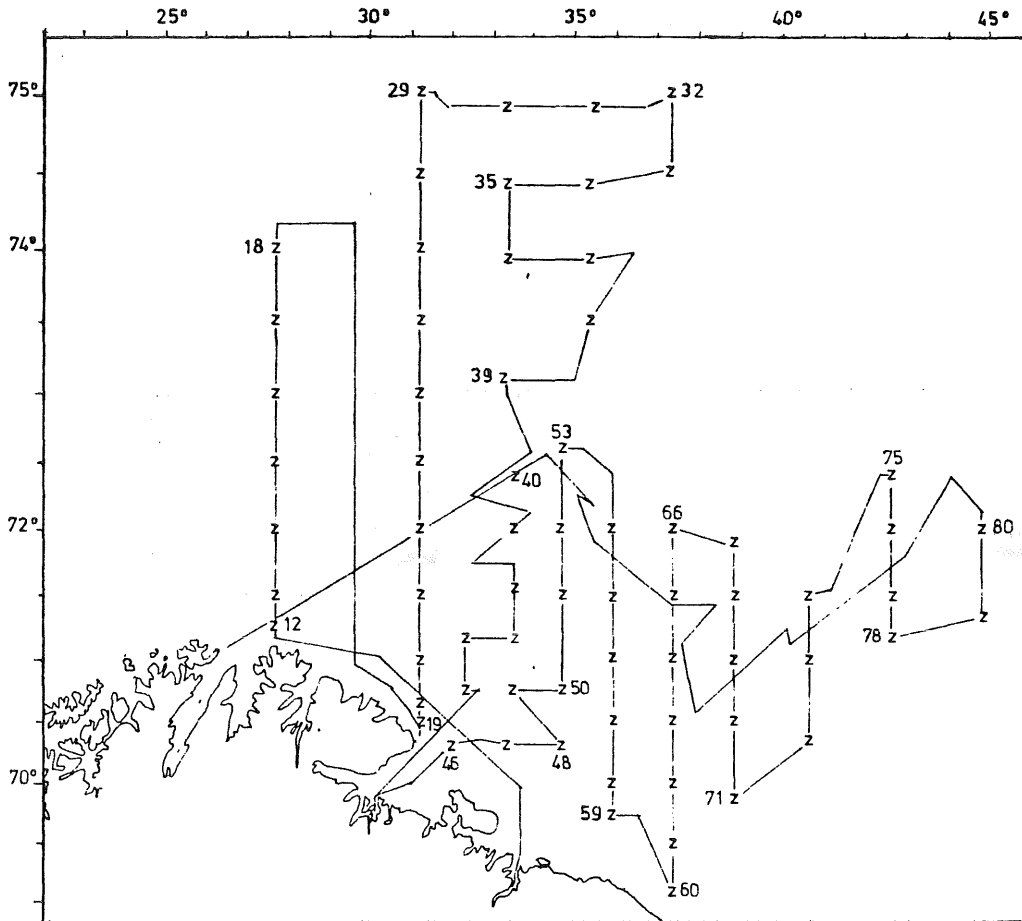 25° 30° 35° 40° 45°
75° 29 Z Z Z Z 32
Z Z
35 Z Z
74° 18 Z Z Z Z
Z Z Z
39 Z
Z Z
53
Z Z Z
Z 40 75 Z
66
72° Z Z Z Z Z Z Z Z Z 80
Z
Z Z Z Z Z Z Z Z Z Z
Z 12
Z Z 78 Z Z
Z Z Z Z Z
Z Z Z 50
Z
Z 19 Z Z Z
Z Z Z Z
46 48
70° Z Z
71 Z
59 Z
Z
Z 60